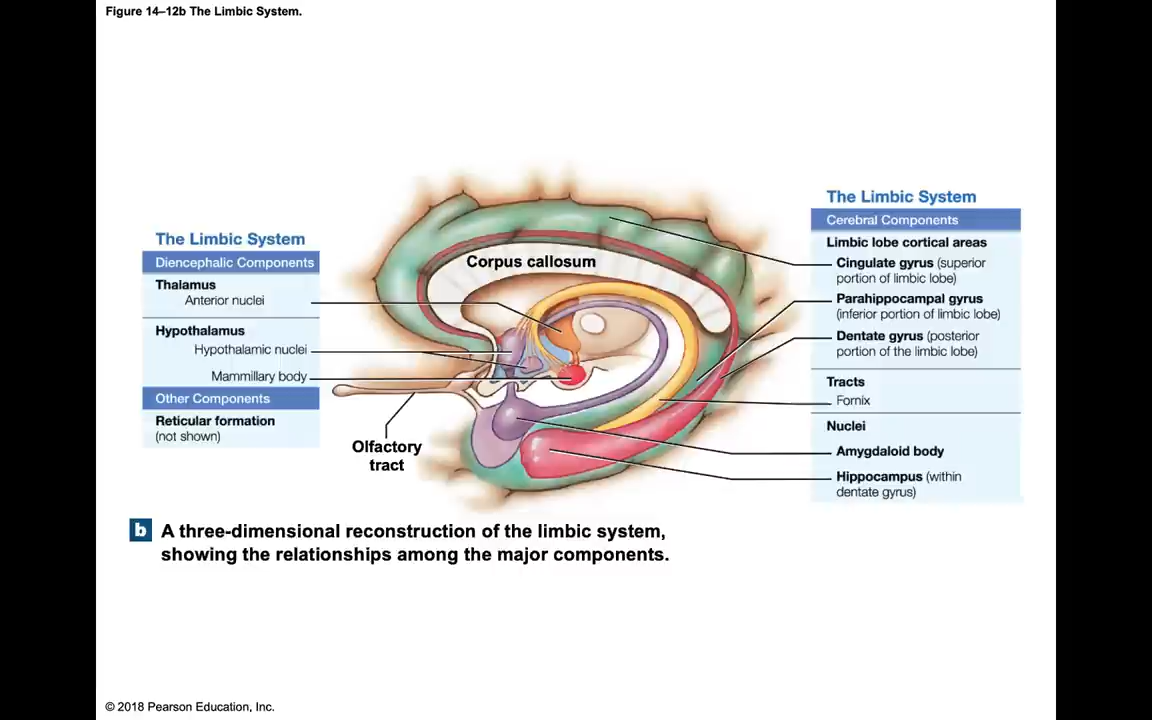 Figure 14–12b The Limbic System.
The Limbic System
Diencephalic Components
Thalamus
Anterior nuclei
Hypothalamus
Hypothalamic nuclei
Mammillary body
Other Components
Reticular formation
(not shown)
Corpus callosum
Olfactory
tract
The Limbic System
Cerebral Components
Limbic lobe cortical areas
Cingulate gyrus (superior
portion of limbic lobe)
Parahippocampal gyrus
(inferior portion of limbic lobe)
Dentate gyrus (posterior
portion of the limbic lobe)
Tracts
Fornix
Nuclei
Amygdaloid body
Hippocampus (within
dentate gyrus)
b A three-dimensional reconstruction of the limbic system,
showing the relationships among the major components.
© 2018 Pearson Education, Inc.